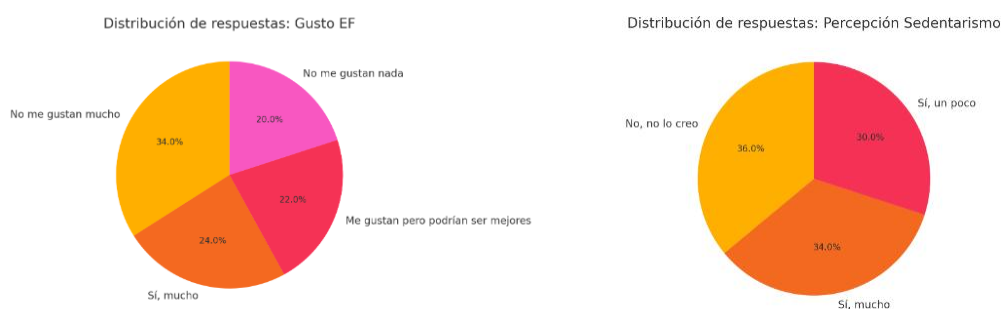 Distribución de respuestas: Gusto EF
No me gustan nada
No me gustan mucho
20.0%
34.0%
22.0%
Me gustan pero podrían ser mejores
24.0%
Sí, mucho
Distribución de respuestas: Percepción Sedentarismo
Sí, un poco
No, no lo creo
30.0%
36.0%
34.0%
Sí, mucho